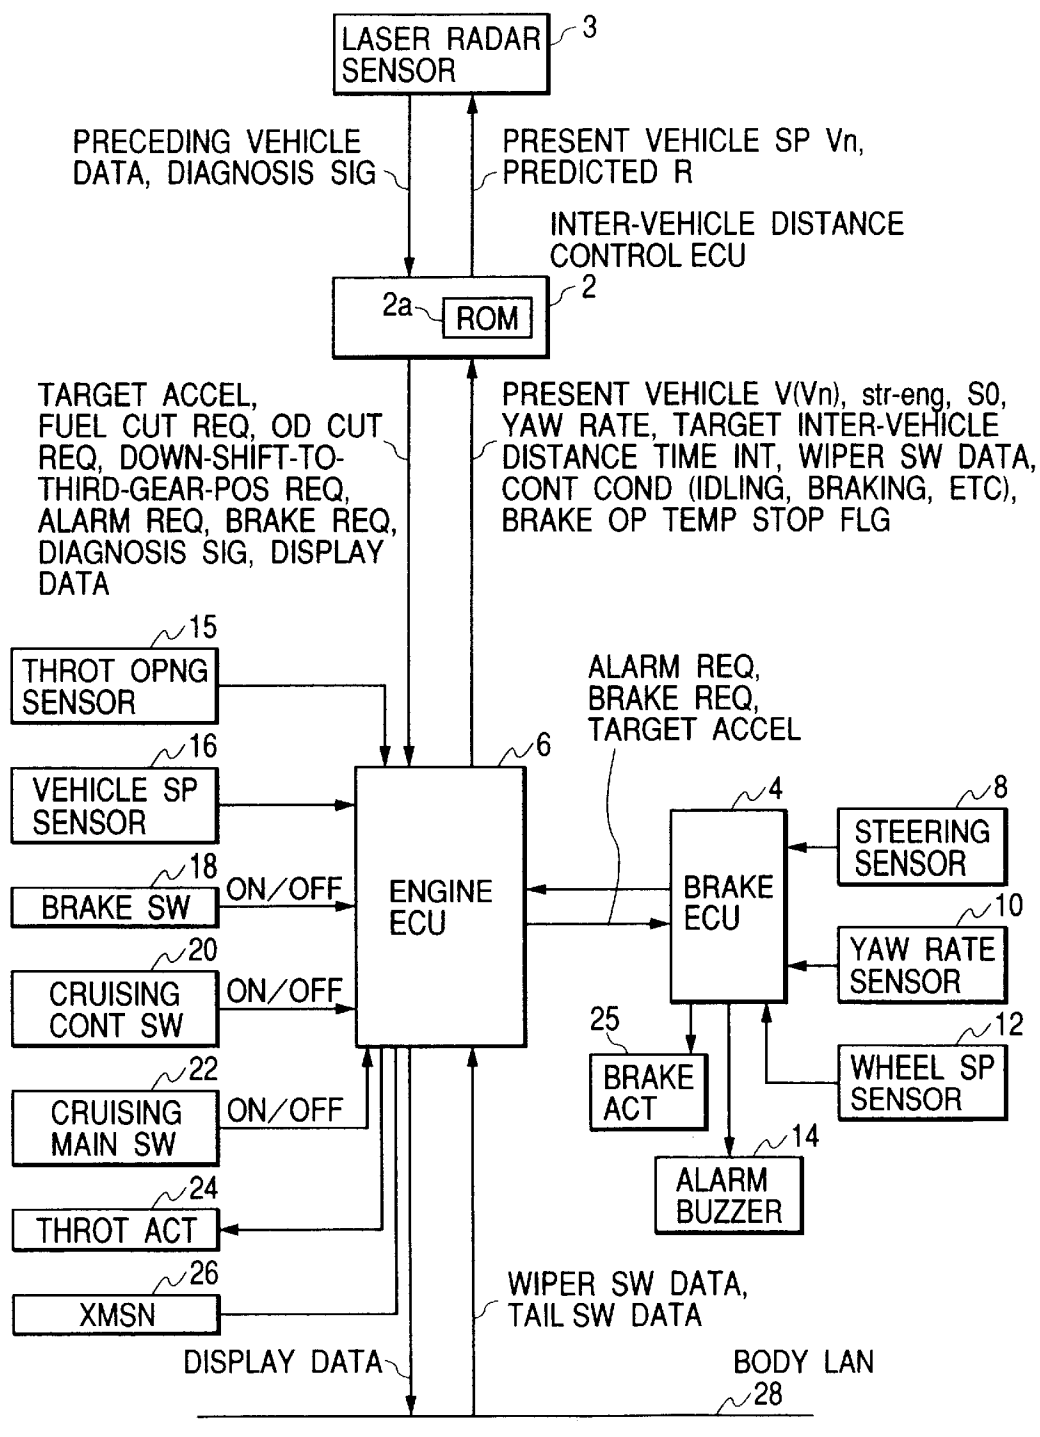 3
LASER RADAR
SENSOR
PRECEDING VEHICLE
DATA, DIAGNOSIS SIG
PRESENT VEHICLE SP Vn,
PREDICTED R
INTER-VEHICLE DISTANCE
CONTROL ECU
2
2a
ROM
TARGET ACCEL,
FUEL CUT REQ, OD CUT
REQ, DOWN-SHIFT-TO-
THIRD-GEAR-POS REQ,
ALARM REQ, BRAKE REQ,
DIAGNOSIS SIG, DISPLAY
DATA
PRESENT VEHICLE V(Vn), str-eng, S0,
YAW RATE, TARGET INTER-VEHICLE
DISTANCE TIME INT, WIPER SW DATA,
CONT COND (IDLING, BRAKING, ETC),
BRAKE OP TEMP STOP FLG
15
THROT OPNG
SENSOR
16
VEHICLE SP
SENSOR
18
BRAKE SW
ON/OFF
20
CRUISING
CONT SW
ON/OFF
22
CRUISING
MAIN SW
ON/OFF
24
THROT ACT
26
XMSN
6
ENGINE
ECU
ALARM REQ,
BRAKE REQ,
TARGET ACCEL
4
BRAKE
ECU
8
STEERING
SENSOR
10
YAW RATE
SENSOR
12
WHEEL SP
SENSOR
25
BRAKE
ACT
14
ALARM
BUZZER
WIPER SW DATA,
TAIL SW DATA
DISPLAY DATA
BODY LAN
28